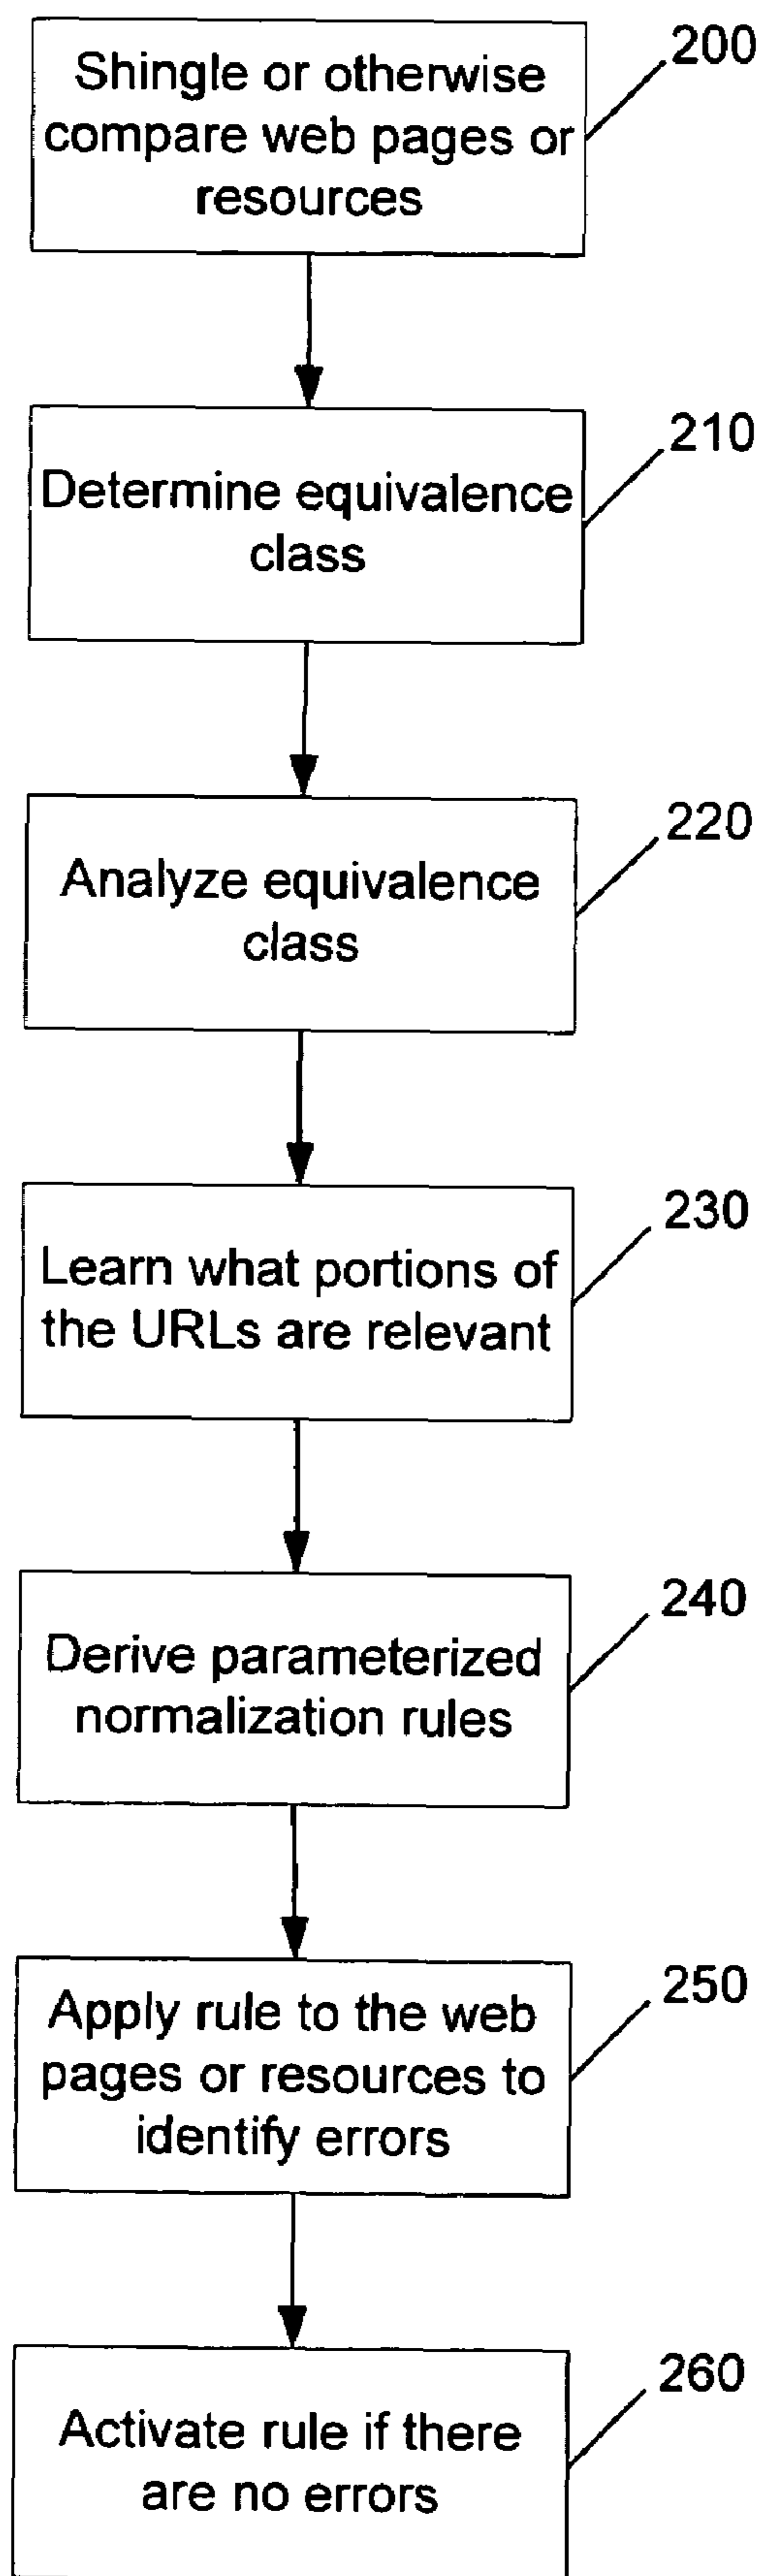 200
Shingle or otherwise
compare web pages or
resources
210
Determine equivalence
class
220
Analyze equivalence
class
230
Learn what portions of
the URLs are relevant
240
Derive parameterized
normalization rules
250
Apply rule to the web
pages or resources to
identify errors
260
Activate rule if there
are no errors